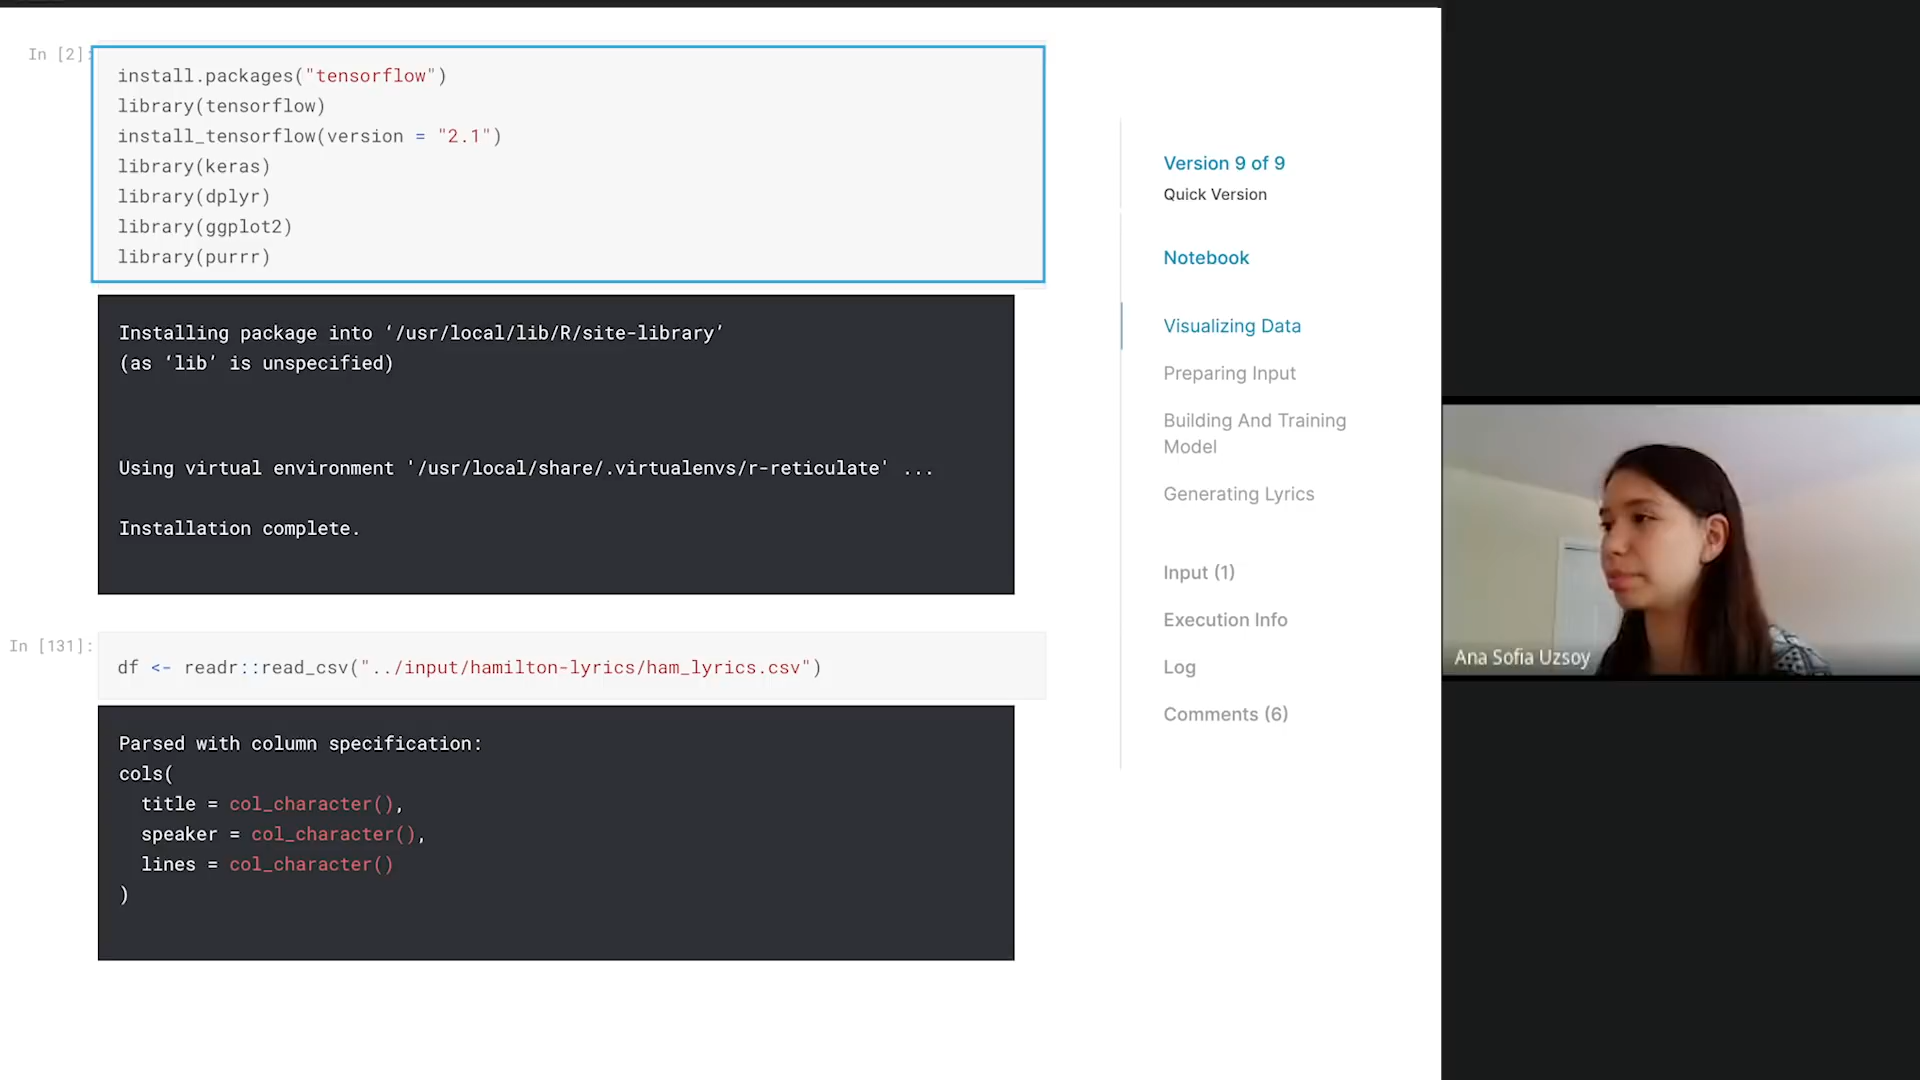 In [2]:
install.packages("tensorflow")
library(tensorflow)
install_tensorflow(version = "2.1")
library(keras)
library(dplyr)
library(ggplot2)
library(purrr)
Installing package into ‘/usr/local/lib/R/site-library’
(as ‘lib’ is unspecified)
Using virtual environment '/usr/local/share/.virtualenvs/r-reticulate' ...
Installation complete.
In [131]:
df <- readr::read_csv("../input/hamilton-lyrics/ham_lyrics.csv")
Parsed with column specification:
cols(
  title = col_character(),
  speaker = col_character(),
  lines = col_character()
)
Version 9 of 9
Quick Version
Notebook
Visualizing Data
Preparing Input
Building And Training
Model
Generating Lyrics
Input (1)
Execution Info
Log
Comments (6)
Ana Sofia Uzsoy